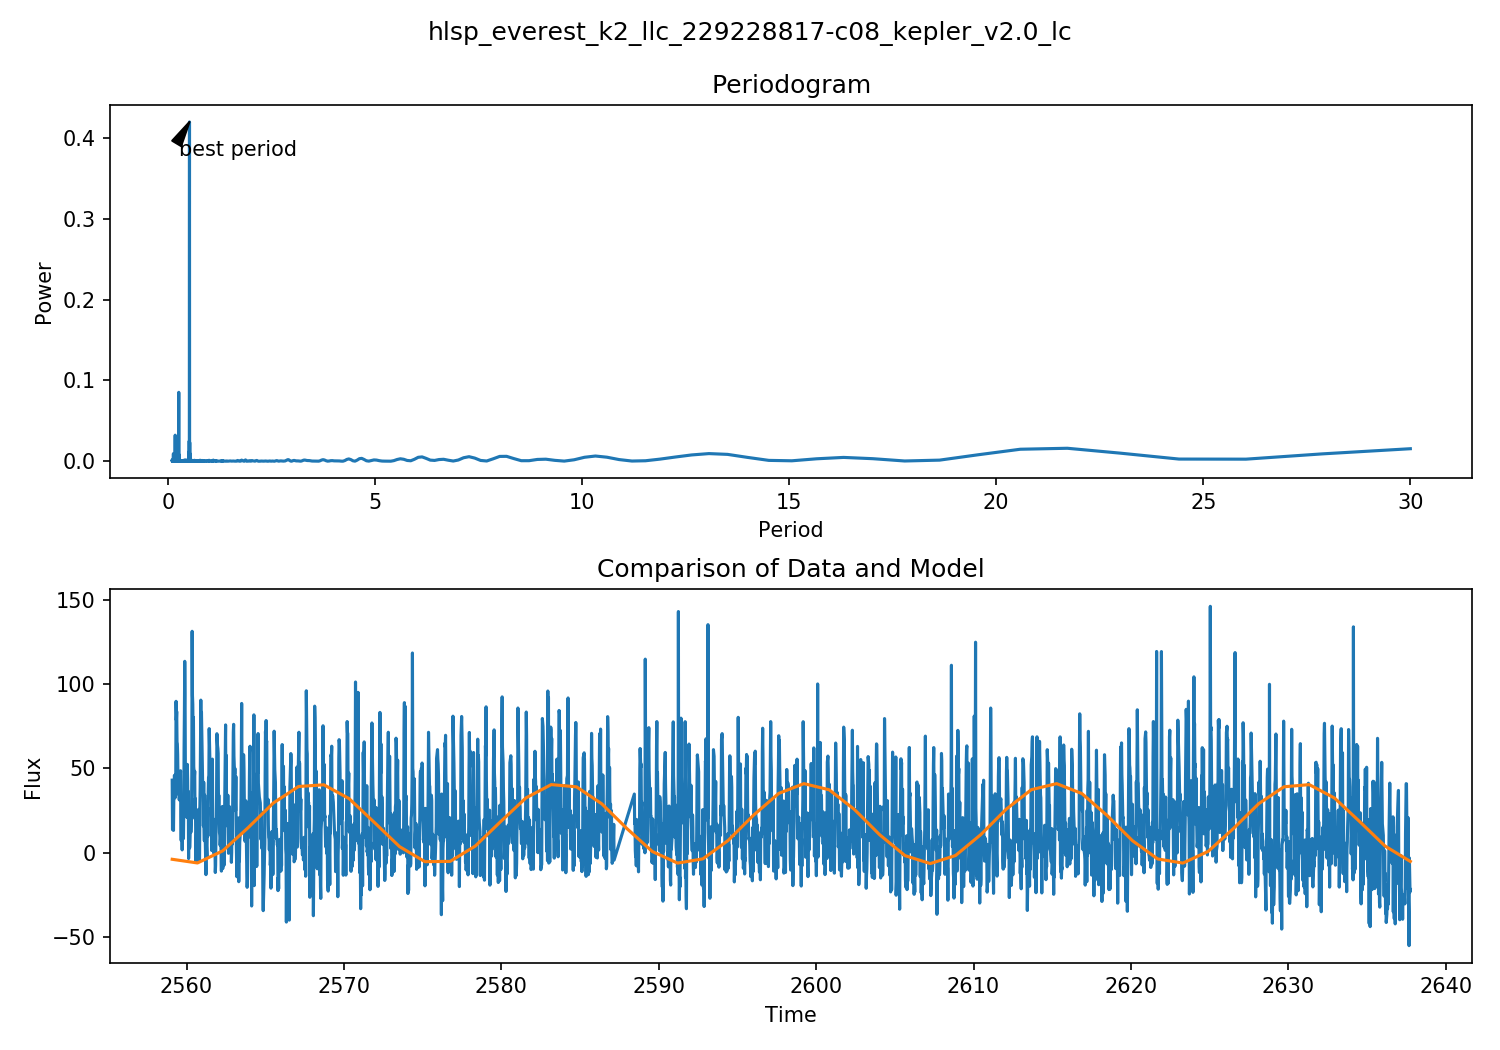 hlsp_everest_k2_llc_229228817-c08_kepler_v2.0_lc
Periodogram
Power
0.4
0.3
0.2
0.1
0.0
best period
0 5 10 15 20 25 30
Period
Comparison of Data and Model
Flux
150
100
50
0
−50
2560 2570 2580 2590 2600 2610 2620 2630 2640
Time